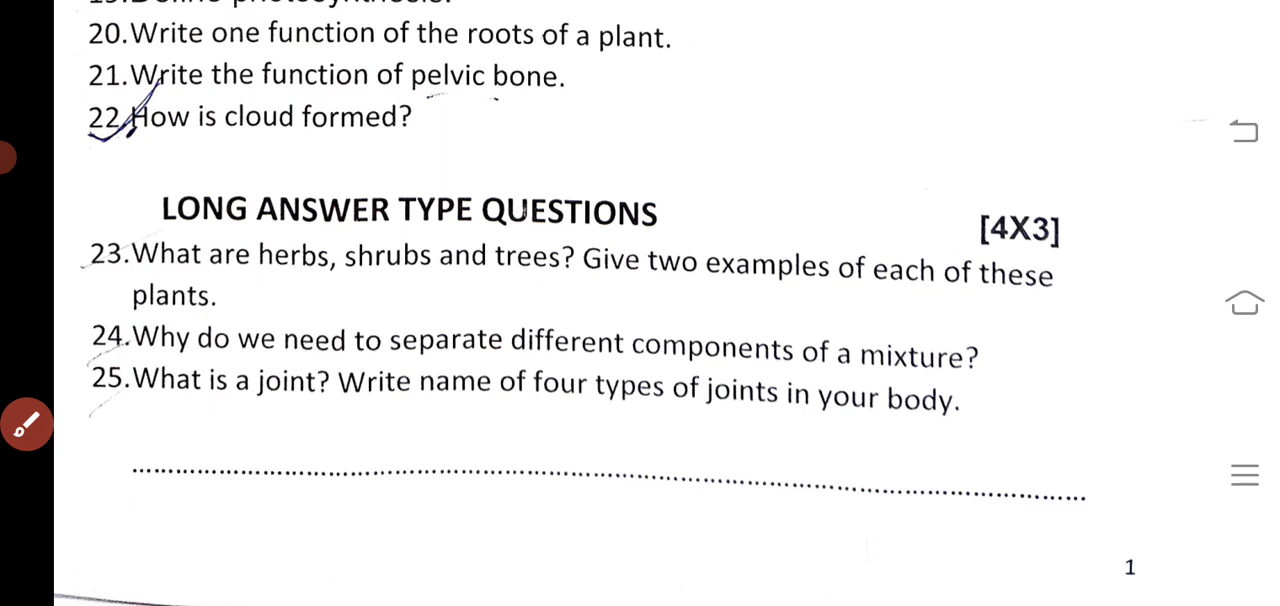 20.Write one function of the roots of a plant.
21.Write the function of pelvic bone.
22.How is cloud formed?
LONG ANSWER TYPE QUESTIONS
[4X3]
23.What are herbs, shrubs and trees? Give two examples of each of these
plants.
24.Why do we need to separate different components of a mixture?
25.What is a joint? Write name of four types of joints in your body.
1